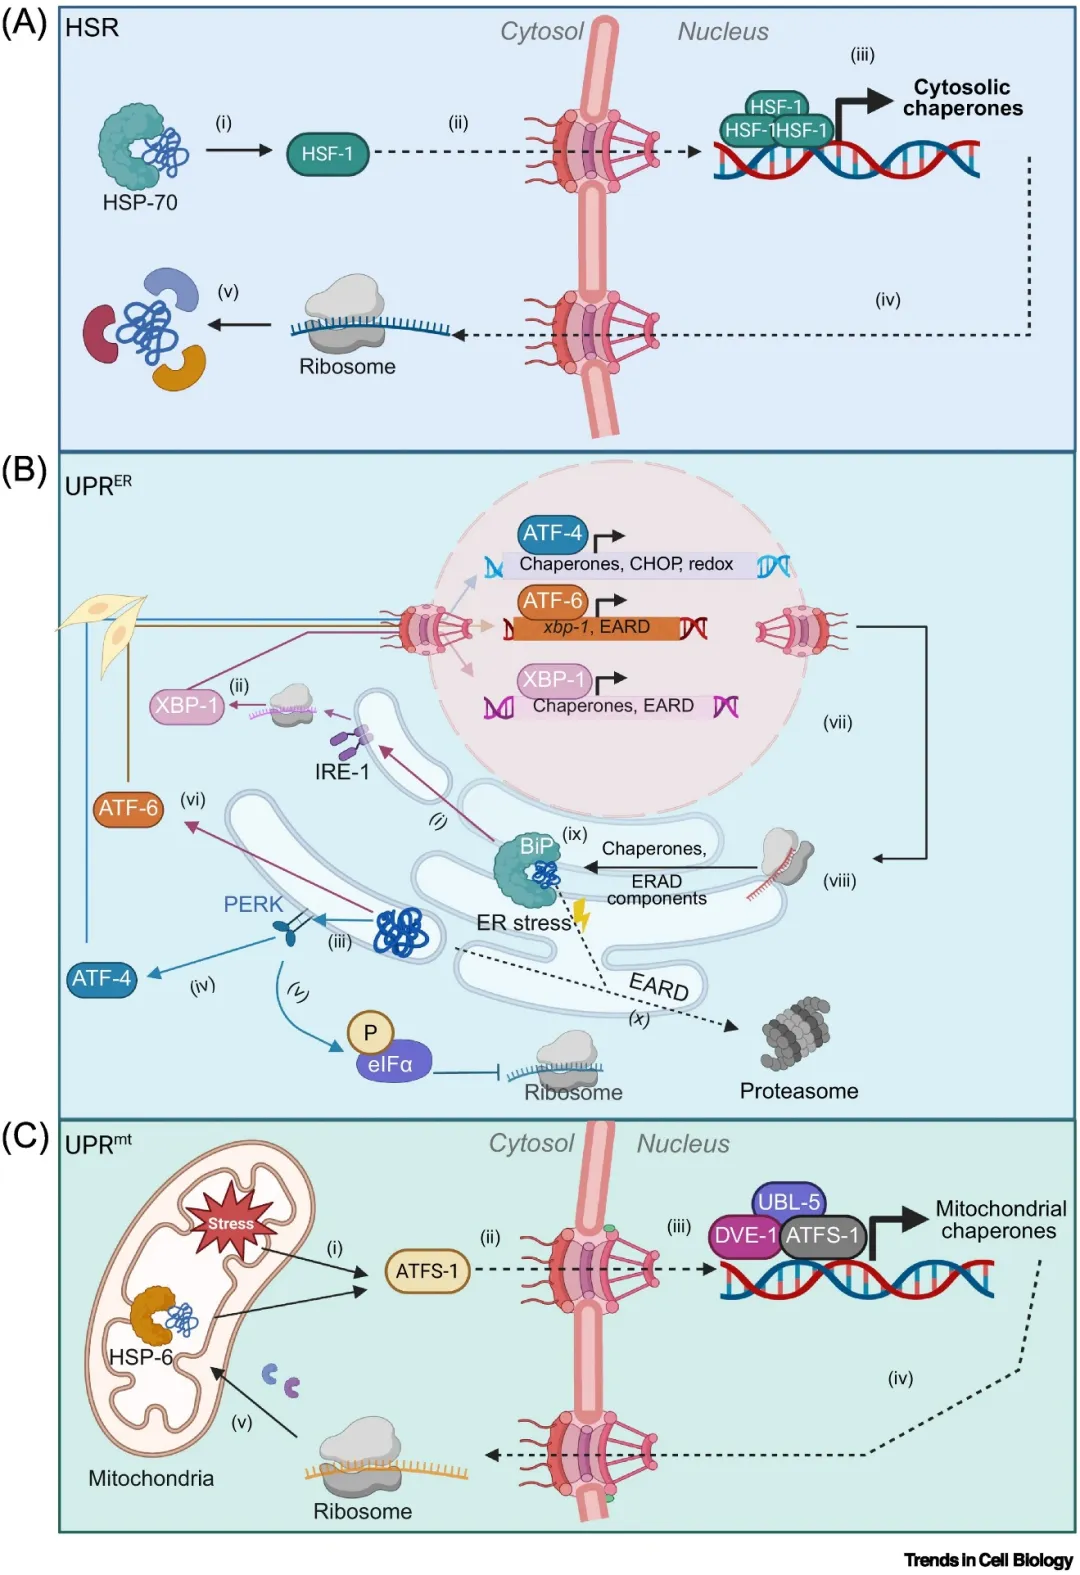 (A)
HSR
Cytosol
Nucleus
(i)
(ii)
(iii)
HSP-70
HSF-1
HSF-1
HSF-1
HSF-1
Cytosolic
chaperones
(iv)
(v)
Ribosome
(B)
UPRER
ATF-4
Chaperones, CHOP, redox
ATF-6
xbp-1, EARD
XBP-1
Chaperones, EARD
XBP-1
(ii)
IRE-1
(i)
(vii)
ATF-6
(vi)
BiP
(ix)
Chaperones,
ERAD
components
(viii)
ER stress
PERK
(iii)
ATF-4
(iv)
(v)
EARD
(x)
P
eIFα
Ribosome
Proteasome
(C)
UPRmt
Cytosol
Nucleus
Stress
(i)
ATFS-1
(ii)
(iii)
UBL-5
DVE-1
ATFS-1
Mitochondrial
chaperones
HSP-6
(iv)
(v)
Mitochondria
Ribosome
Trends in Cell Biology